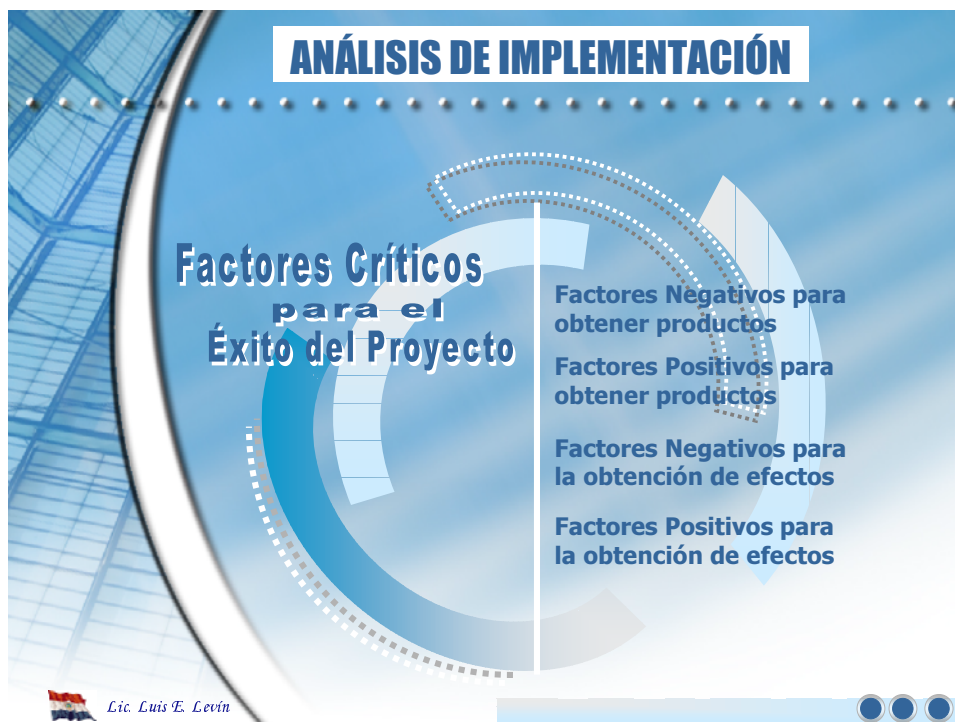 ANÁLISIS DE IMPLEMENTACIÓN
Factores Críticos
para el
Éxito del Proyecto
Factores Negativos para
obtener productos
Factores Positivos para
obtener productos
Factores Negativos para
la obtención de efectos
Factores Positivos para
la obtención de efectos
Lic. Luis E. Levín